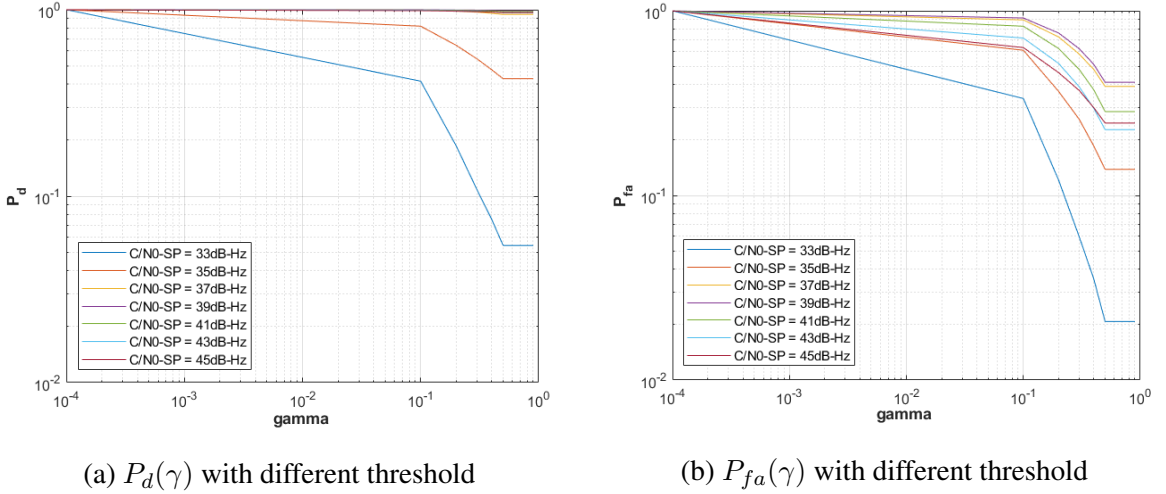 10^0
10^-1
10^-2
P_d
10^-4
10^-3
10^-2
10^-1
10^0
gamma
C/N0-SP = 33dB-Hz
C/N0-SP = 35dB-Hz
C/N0-SP = 37dB-Hz
C/N0-SP = 39dB-Hz
C/N0-SP = 41dB-Hz
C/N0-SP = 43dB-Hz
C/N0-SP = 45dB-Hz
(a) P_d(γ) with different threshold
10^0
10^-1
10^-2
P_fa
10^-4
10^-3
10^-2
10^-1
10^0
gamma
C/N0-SP = 33dB-Hz
C/N0-SP = 35dB-Hz
C/N0-SP = 37dB-Hz
C/N0-SP = 39dB-Hz
C/N0-SP = 41dB-Hz
C/N0-SP = 43dB-Hz
C/N0-SP = 45dB-Hz
(b) P_{fa}(γ) with different threshold